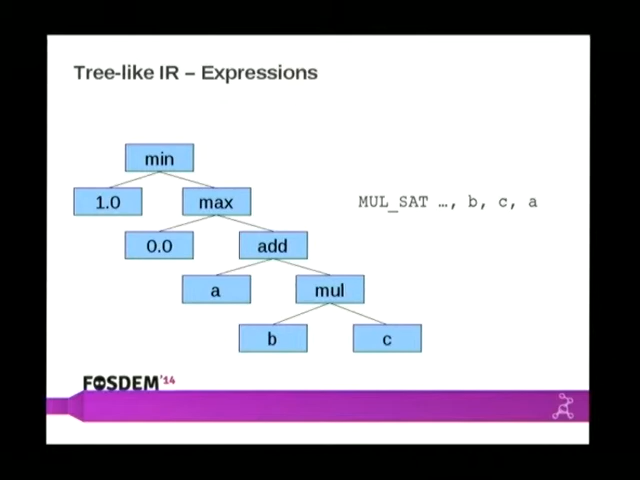 Tree-like IR – Expressions
min
1.0 max
MUL_SAT …, b, c, a
0.0 add
a mul
b c
FOSDEM'14